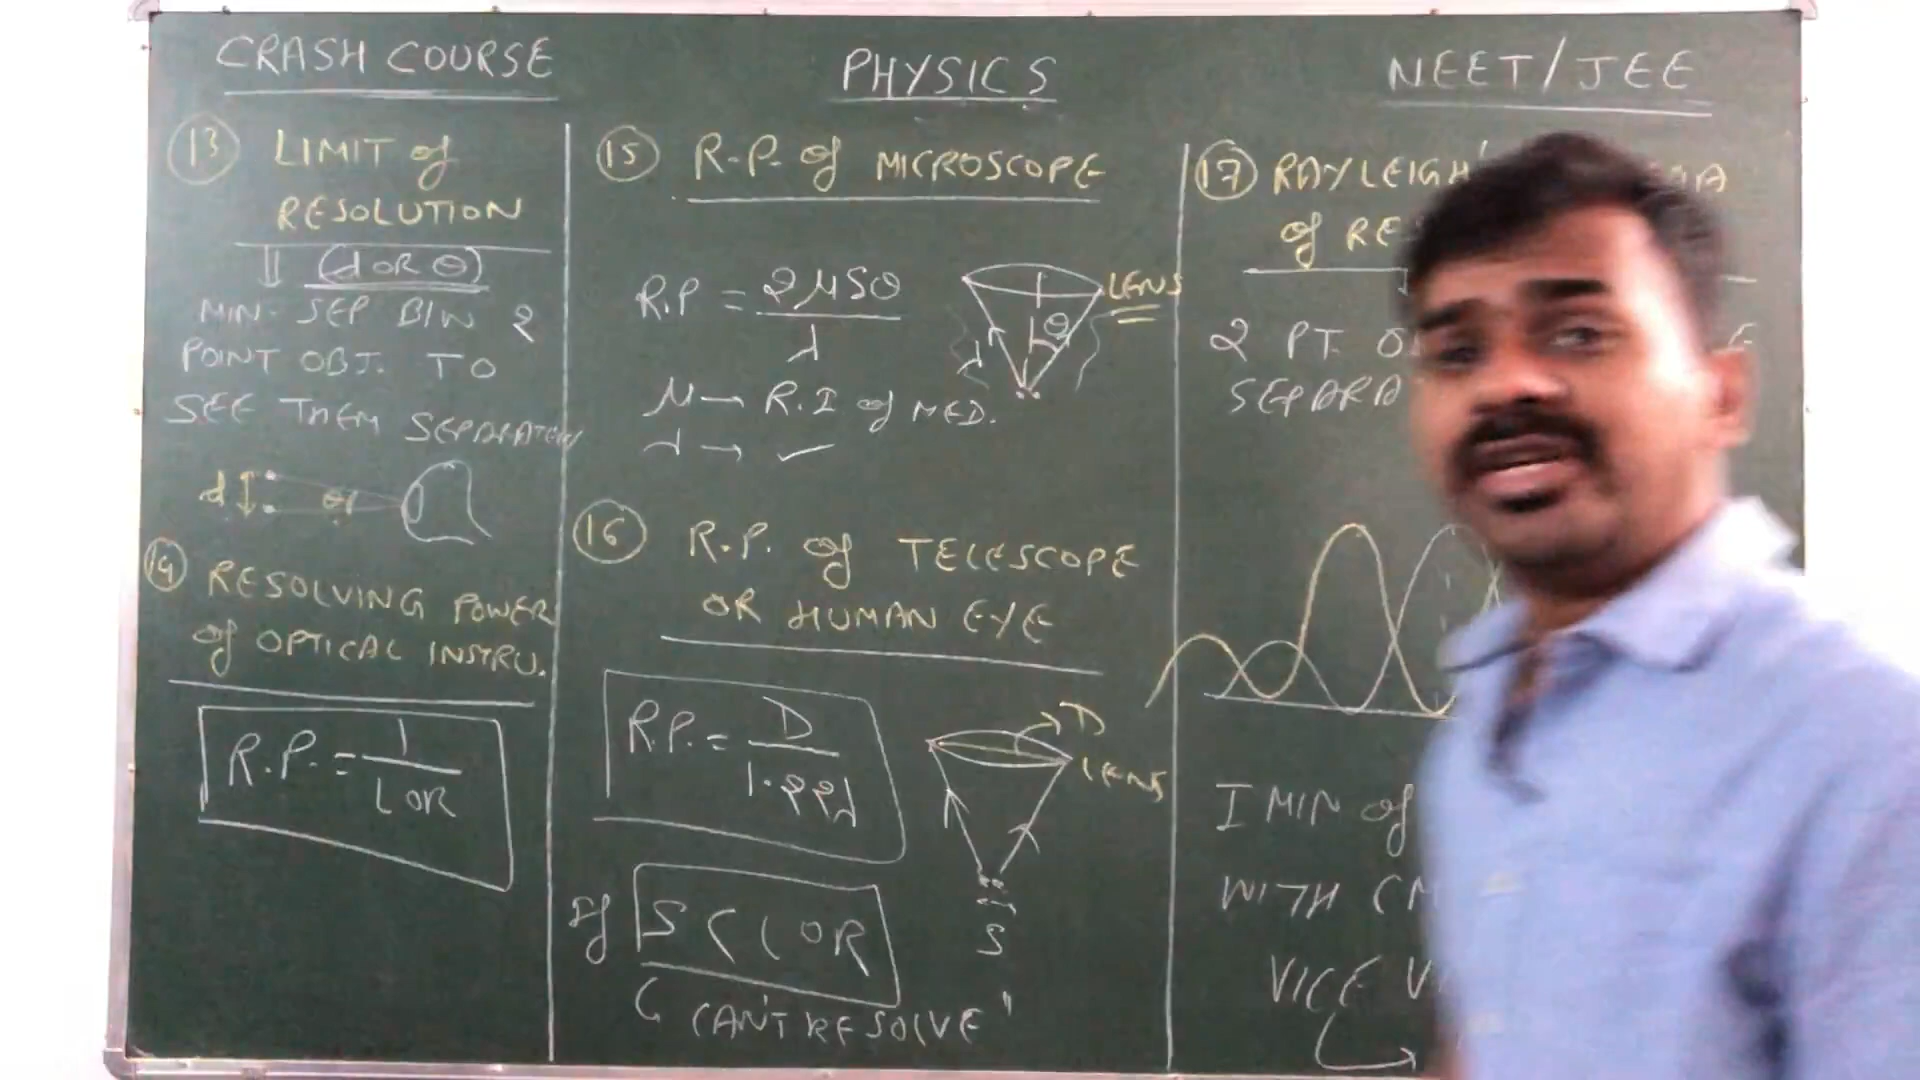 CRASH COURSE
PHYSICS
NEET/JEE
13 LIMIT of
RESOLUTION
(d OR θ)
MIN. SEP B/W 2
POINT OBJ. TO
SEE THEM SEPARATELY
d θ
14 RESOLVING POWER
of OPTICAL INSTRU.
R.P. = 1
LOR
15 R.P. of MICROSCOPE
R.P = 2μSθ
λ
LENS
θ
λ
μ → R.I of MED.
λ → ✓
16 R.P. of TELESCOPE
OR HUMAN EYE
R.P. = D
1.22λ
D
LENS
S
If S < LOR
CAN'T RESOLVE"
17 RAYLEIGH'
of RE
2 PT.
SEPARA
I MIN of
WITH
VICE V